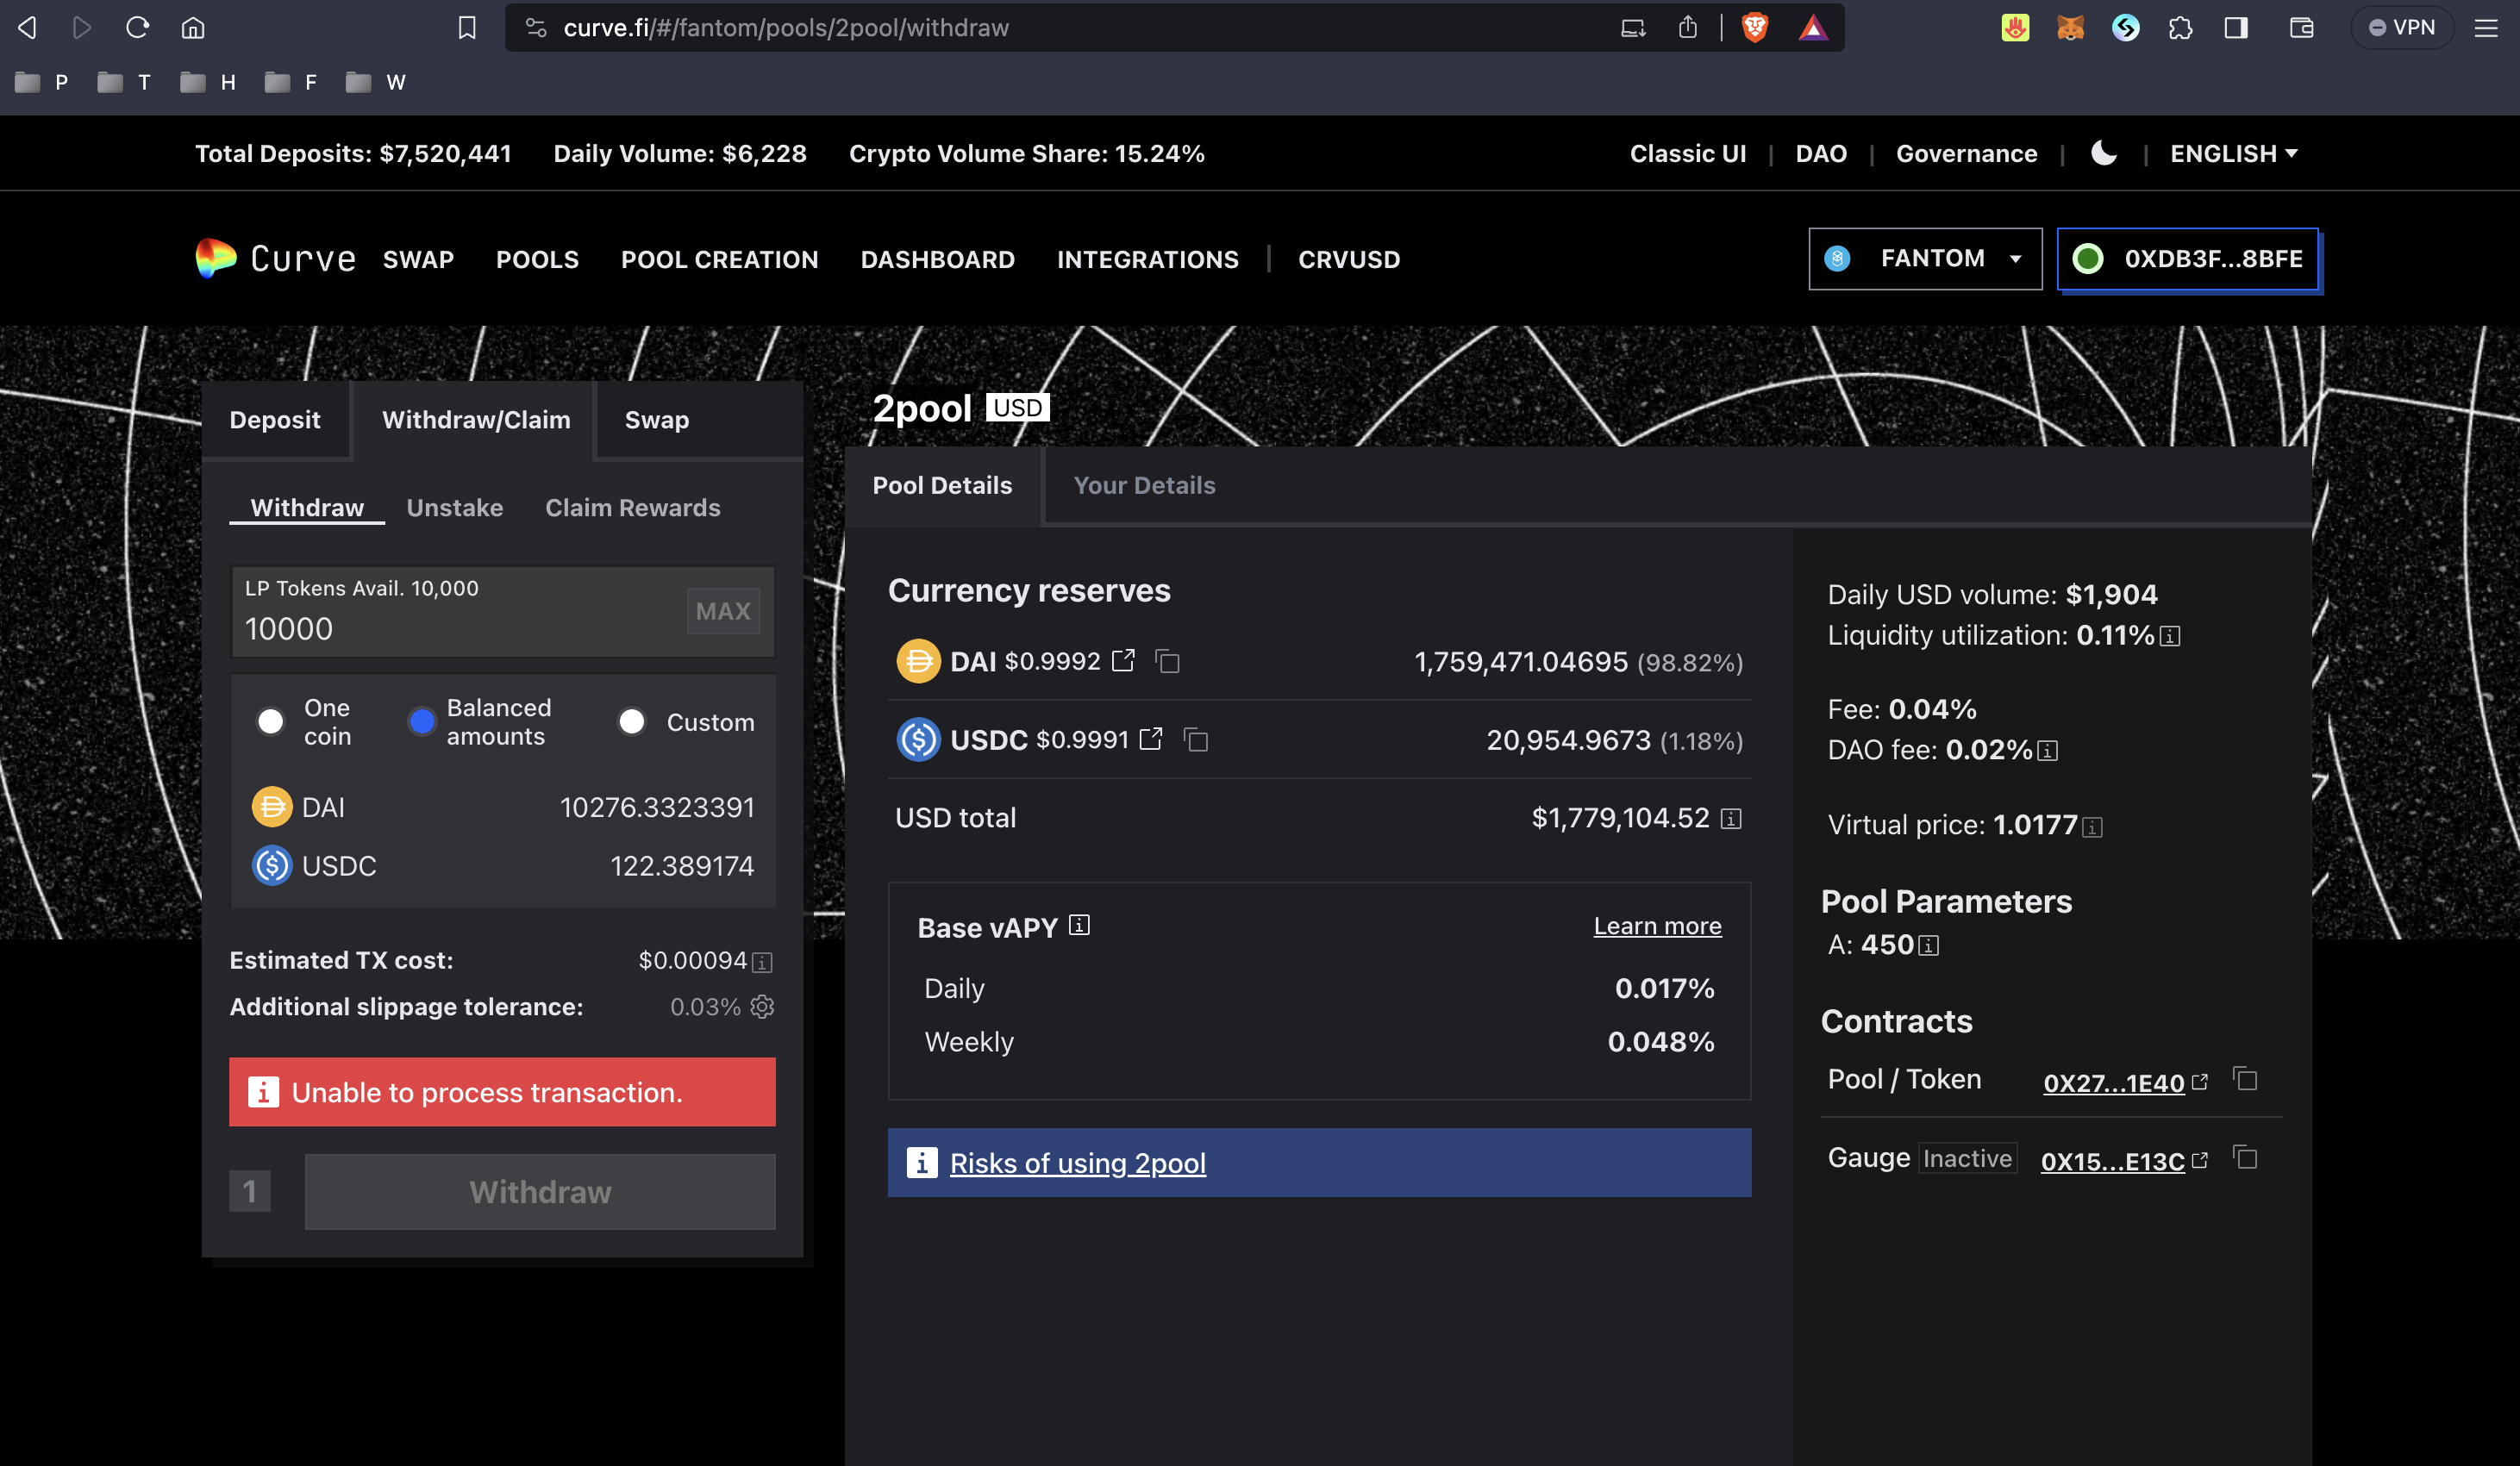 curve.fi/#/fantom/pools/2pool/withdraw
VPN
P T H F W
Total Deposits: $7,520,441 Daily Volume: $6,228 Crypto Volume Share: 15.24%
Classic UI | DAO | Governance | | ENGLISH
Curve SWAP POOLS POOL CREATION DASHBOARD INTEGRATIONS | CRVUSD
FANTOM 0XDB3F...8BFE
Deposit Withdraw/Claim Swap
Withdraw Unstake Claim Rewards
LP Tokens Avail. 10,000
10000
MAX
One coin
Balanced amounts
Custom
DAI 10276.3323391
USDC 122.389174
Estimated TX cost: $0.00094
Additional slippage tolerance: 0.03%
Unable to process transaction.
1 Withdraw
2pool USD
Pool Details Your Details
Currency reserves
DAI $0.9992 1,759,471.04695 (98.82%)
USDC $0.9991 20,954.9673 (1.18%)
USD total $1,779,104.52
Base vAPY Learn more
Daily 0.017%
Weekly 0.048%
Risks of using 2pool
Daily USD volume: $1,904
Liquidity utilization: 0.11%
Fee: 0.04%
DAO fee: 0.02%
Virtual price: 1.0177
Pool Parameters
A: 450
Contracts
Pool / Token 0X27...1E40
Gauge Inactive 0X15...E13C